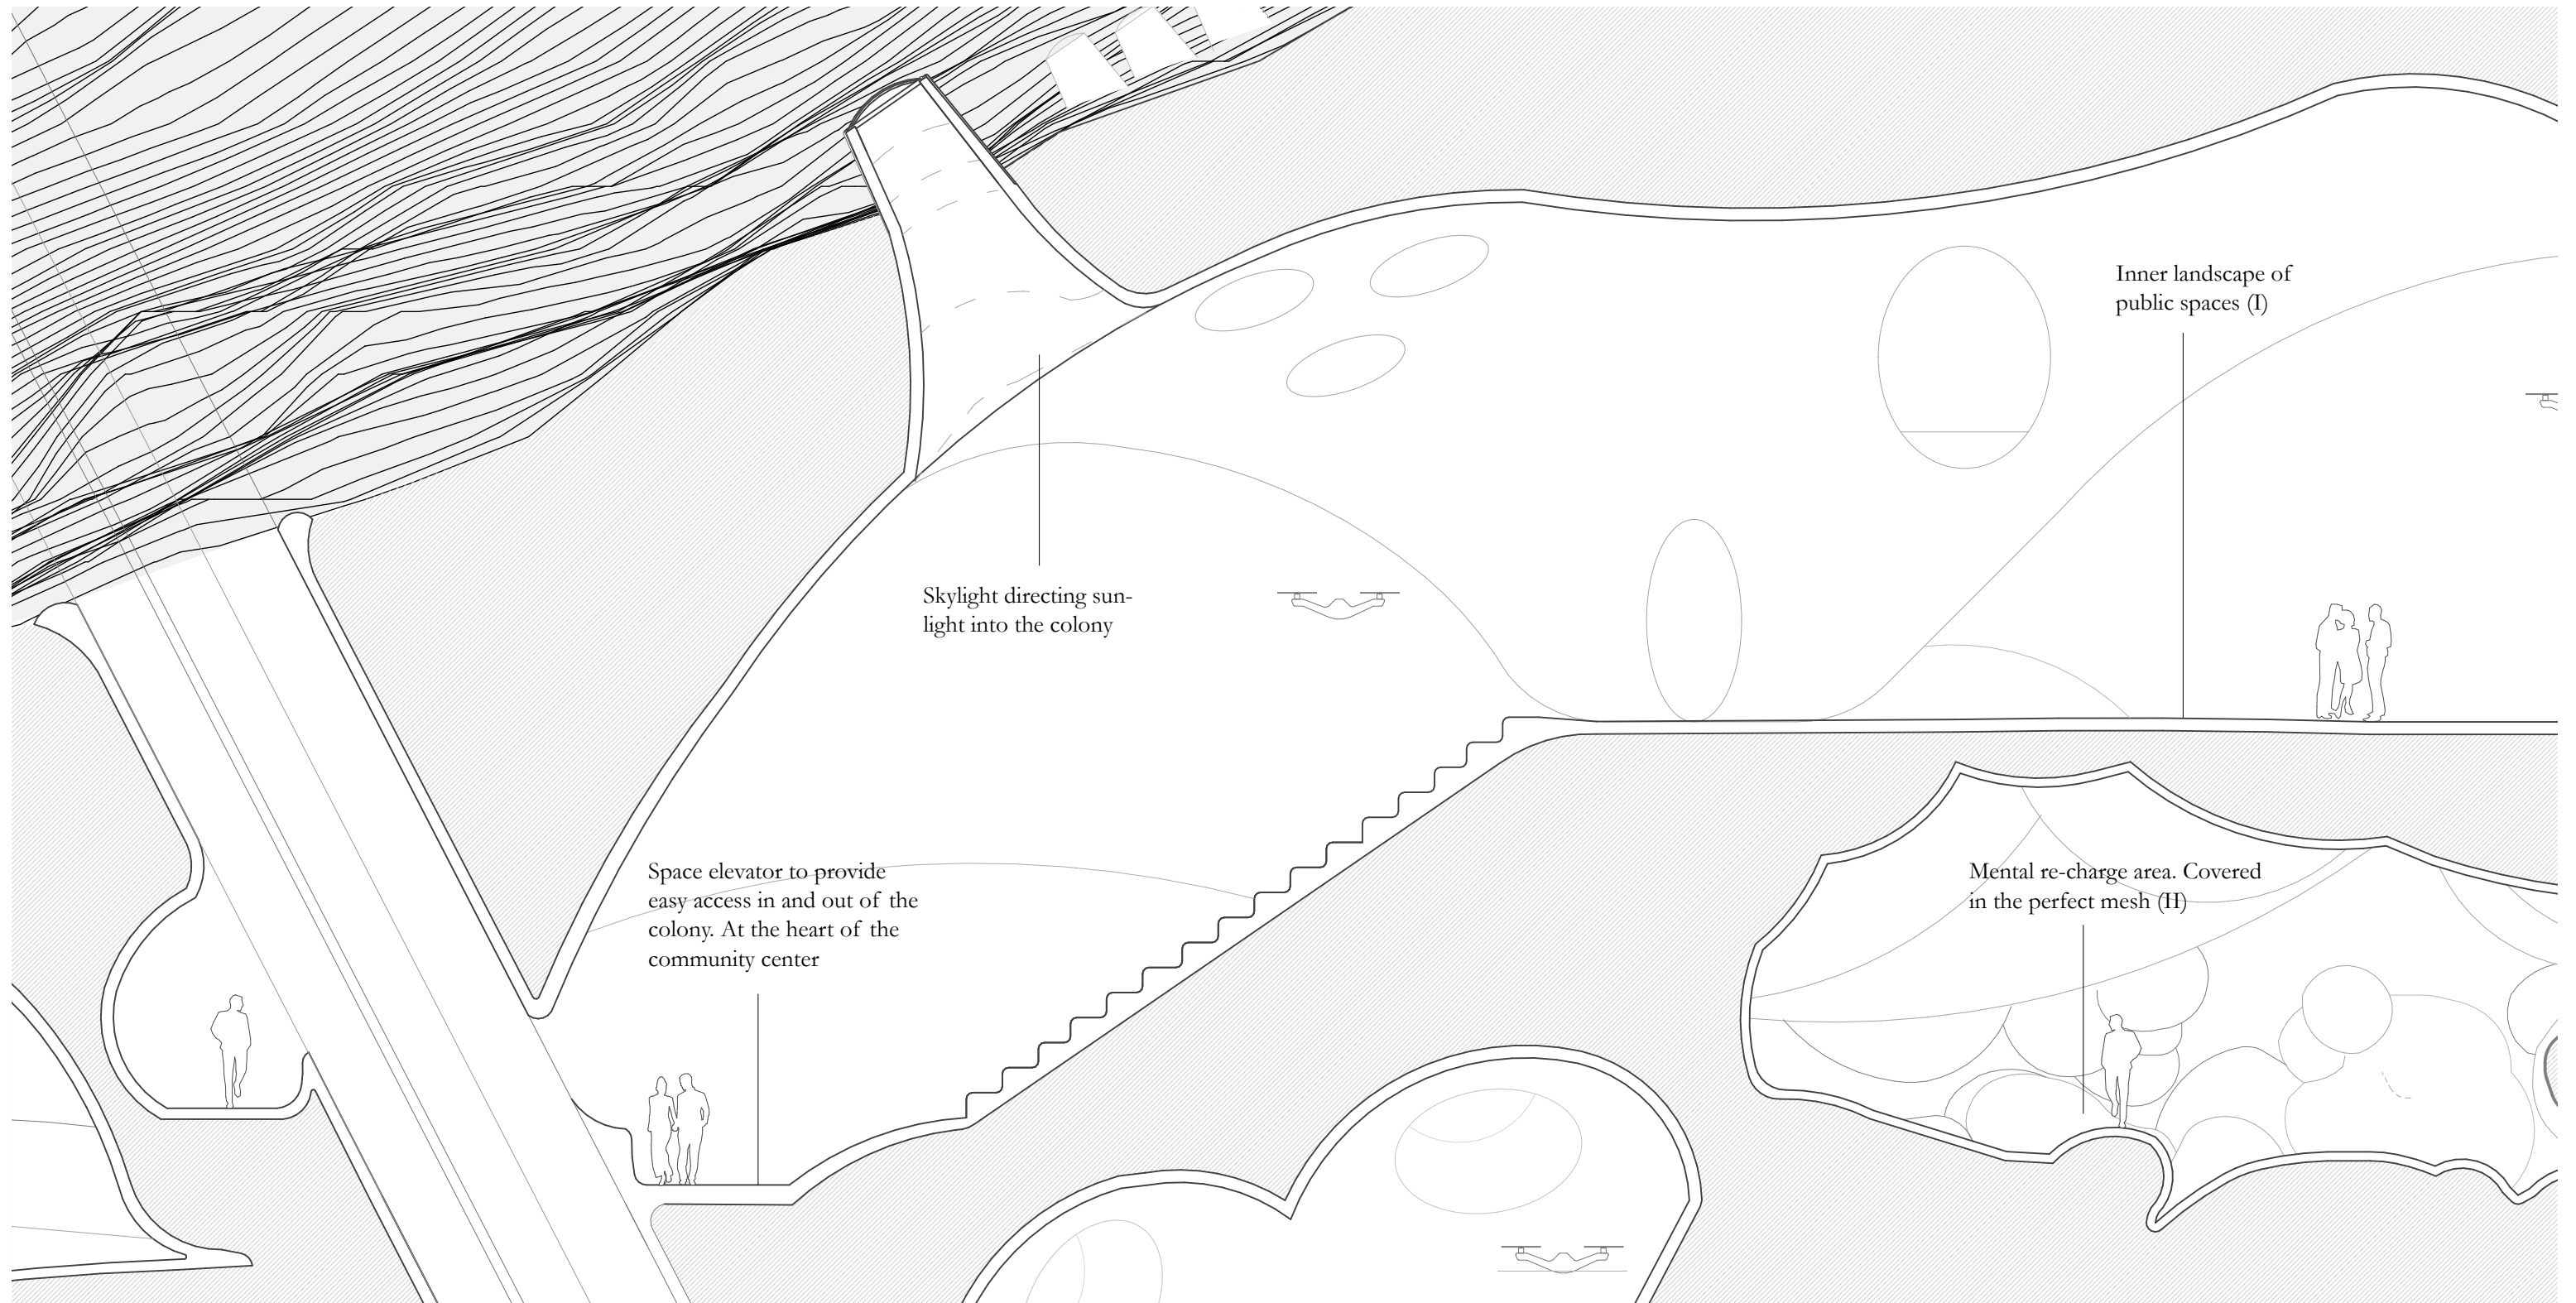 Inner landscape of
public spaces (I)
Skylight directing sun-
light into the colony
Space elevator to provide
easy access in and out of the
colony. At the heart of the
community center
Mental re-charge area. Covered
in the perfect mesh (II)